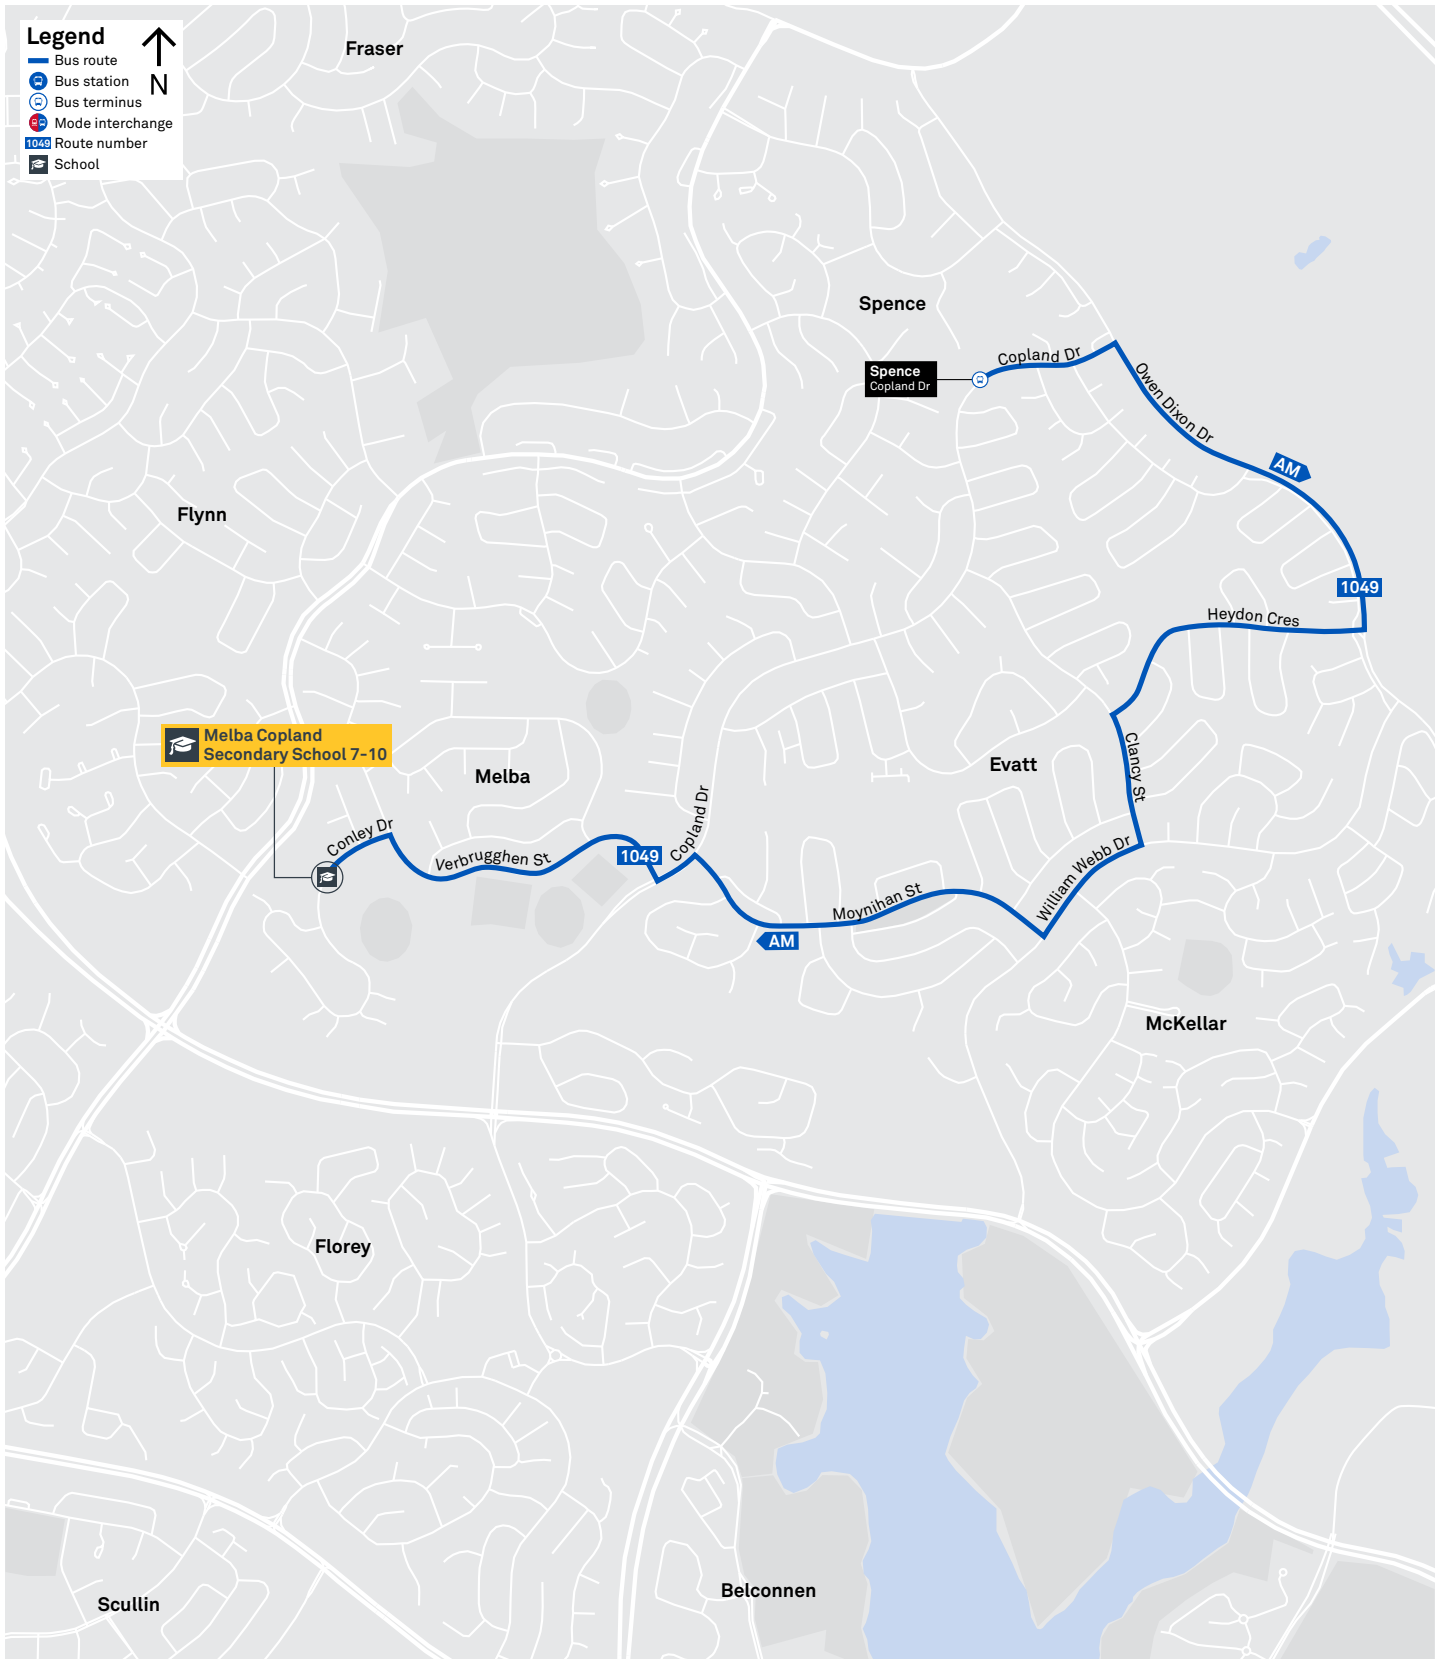 Legend
N
Bus route
Bus station
Bus terminus
Mode interchange
1049 Route number
School
Fraser
Spence
Spence
Copland Dr
Copland Dr
Owen Dixon Dr
AM
Flynn
1049
Heydon Cres
Melba Copland
Secondary School 7-10
Melba
Evatt
Clancy St
Conley Dr
Verbrugghen St
1049
Copland Dr
William Webb Dr
Moynihan St
AM
McKellar
Florey
Belconnen
Scullin